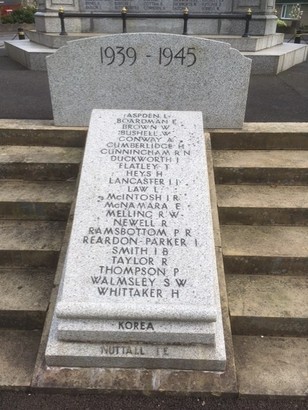 1939 - 1945
ASPDEN L
BOARDMAN E
BROWN W
BUSHELL W
CONWAY A
CUMBERLIDGE H
CUNNINGHAM R N
DUCKWORTH J
FLATLEY T
HEYS H
LANCASTER J J
LAW L
McINTOSH J R
McNAMARA E
MELLING R W
NEWELL R
RAMSBOTTOM P R
REARDON-PARKER J
SMITH J B
TAYLOR R
THOMPSON P
WALMSLEY S W
WHITTAKER H
KOREA
NUTTALL J E